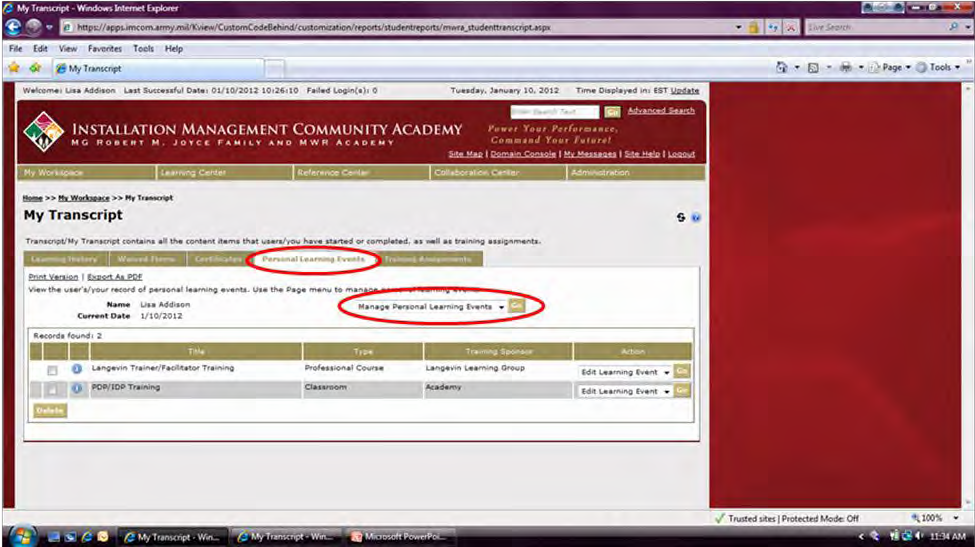 My Transcript - Windows Internet Explorer
https://apps.imcom.army.mil/Kview/CustomCodeBehind/customization/reports/studentreports/mwra_studenttranscript.aspx
Live Search
File Edit View Favorites Tools Help
My Transcript
Page Tools
Welcome: Lisa Addison Last Successful Date: 01/10/2012 10:26:10 Failed Login(s): 0 Tuesday, January 10, 2012 Time Displayed in: EST Update
Enter Search Text Go Advanced Search
INSTALLATION MANAGEMENT COMMUNITY ACADEMY
MG ROBERT M. JOYCE FAMILY AND MWR ACADEMY
Power Your Performance,
Command Your Future!
Site Map | Domain Console | My Messages | Site Help | Logout
My Workspace Learning Center Reference Center Collaboration Center Administration
Home >> My Workspace >> My Transcript
My Transcript
Transcript/My Transcript contains all the content items that users/you have started or completed, as well as training assignments.
Learning History Waived Items Certificates Personal Learning Events Training Assignments
Print Version | Export As PDF
View the user's/your record of personal learning events. Use the Page menu to manage personal learning events.
Name Lisa Addison
Manage Personal Learning Events Go
Current Date 1/10/2012
Records found: 2
Title Type Training Sponsor Action
Langevin Trainer/Facilitator Training Professional Course Langevin Learning Group Edit Learning Event Go
PDP/IDP Training Classroom Academy Edit Learning Event Go
Delete
Trusted sites | Protected Mode: Off 100%
My Transcript - Win... My Transcript - Win... Microsoft PowerPoi... 11:34 AM